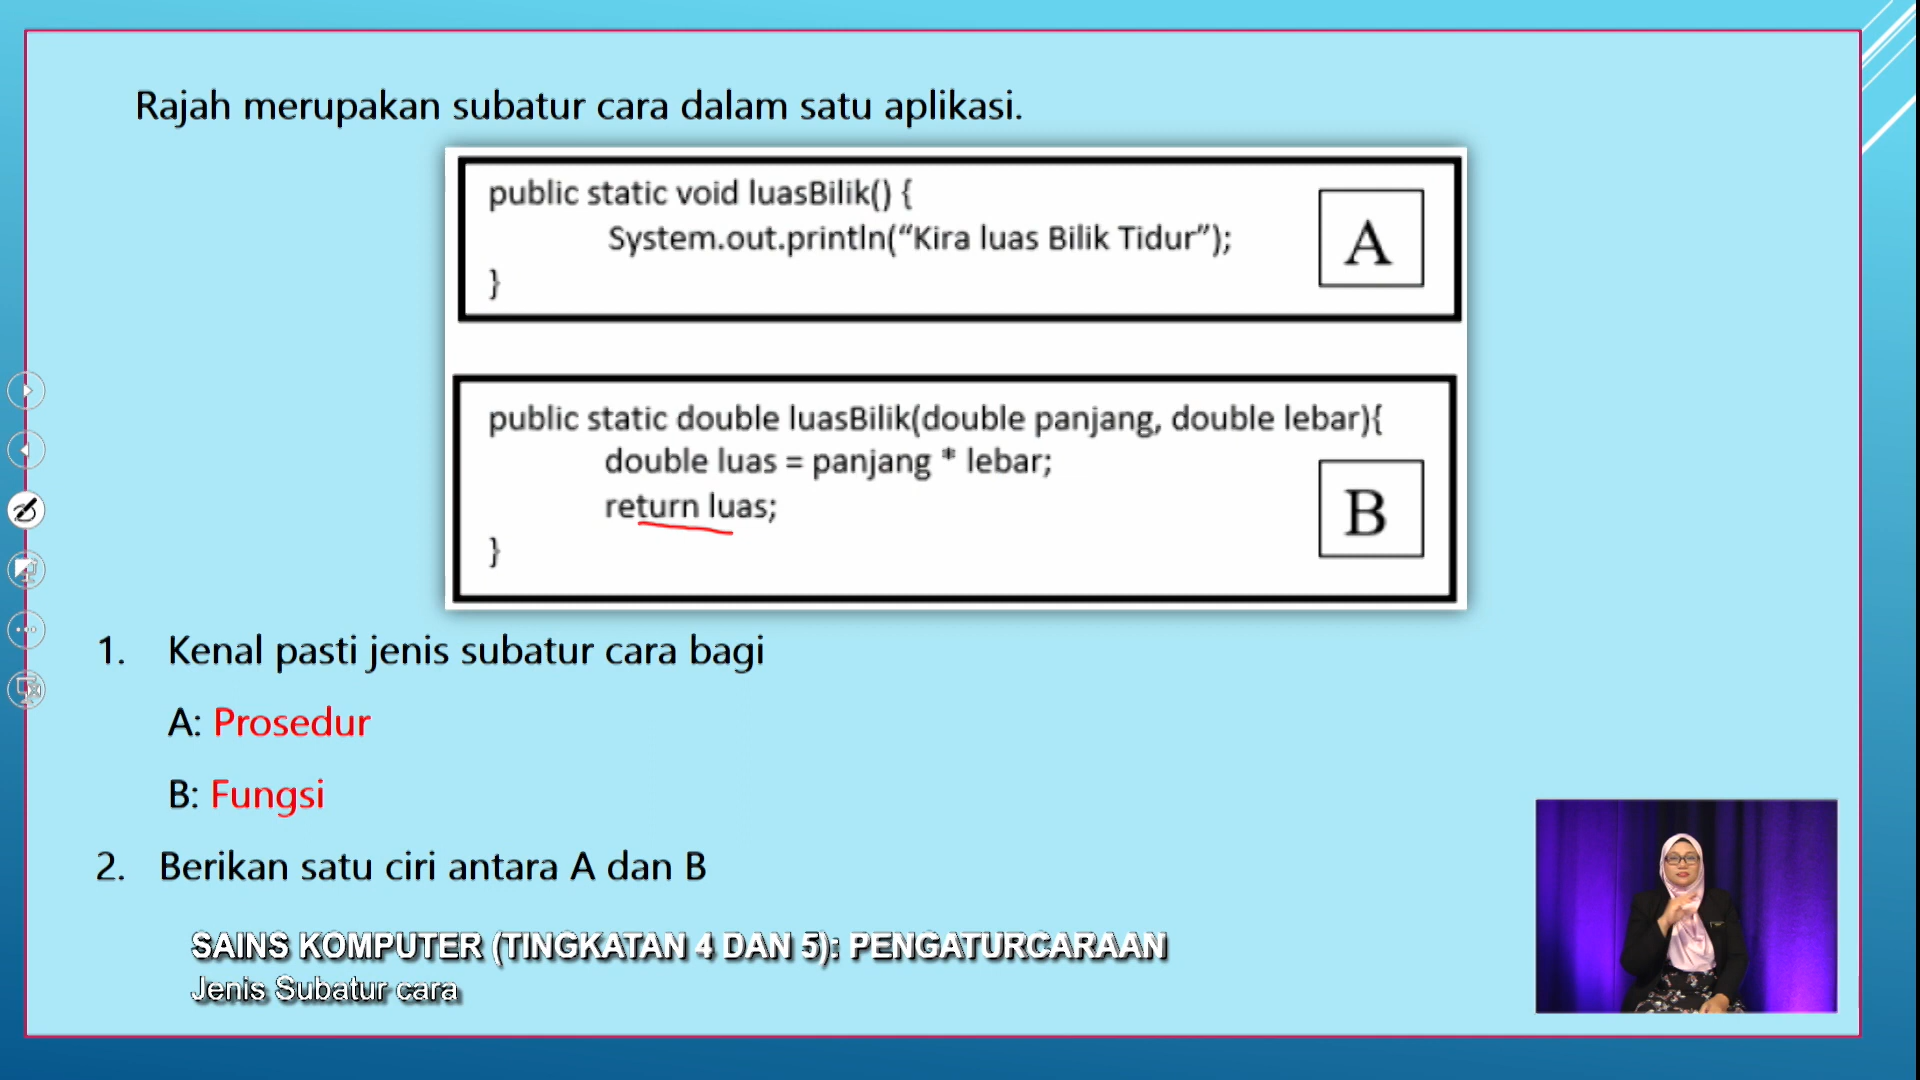 Rajah merupakan subatur cara dalam satu aplikasi.
public static void luasBilik() {
System.out.println(“Kira luas Bilik Tidur”);
}
A
public static double luasBilik(double panjang, double lebar){
double luas = panjang * lebar;
return luas;
}
B
1. Kenal pasti jenis subatur cara bagi
A: Prosedur
B: Fungsi
2. Berikan satu ciri antara A dan B
SAINS KOMPUTER (TINGKATAN 4 DAN 5): PENGATURCARAAN
Jenis Subatur cara